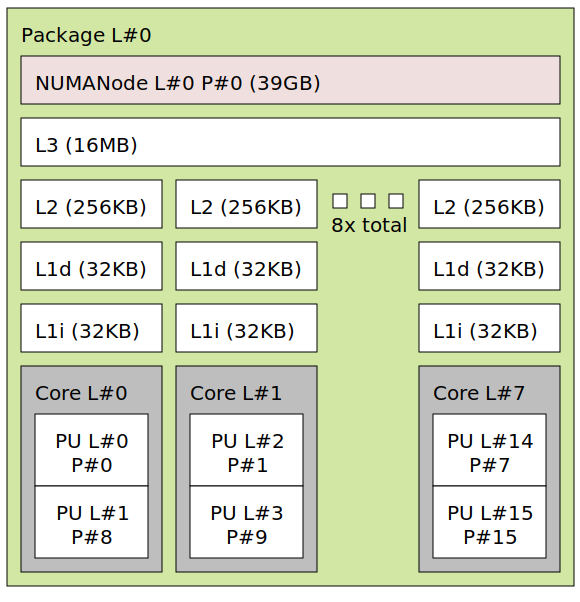 Package L#0
NUMANode L#0 P#0 (39GB)
L3 (16MB)
L2 (256KB) L2 (256KB) L2 (256KB)
8x total
L1d (32KB) L1d (32KB) L1d (32KB)
L1i (32KB) L1i (32KB) L1i (32KB)
Core L#0 Core L#1 Core L#7
PU L#0 PU L#2 PU L#14
P#0 P#1 P#7
PU L#1 PU L#3 PU L#15
P#8 P#9 P#15